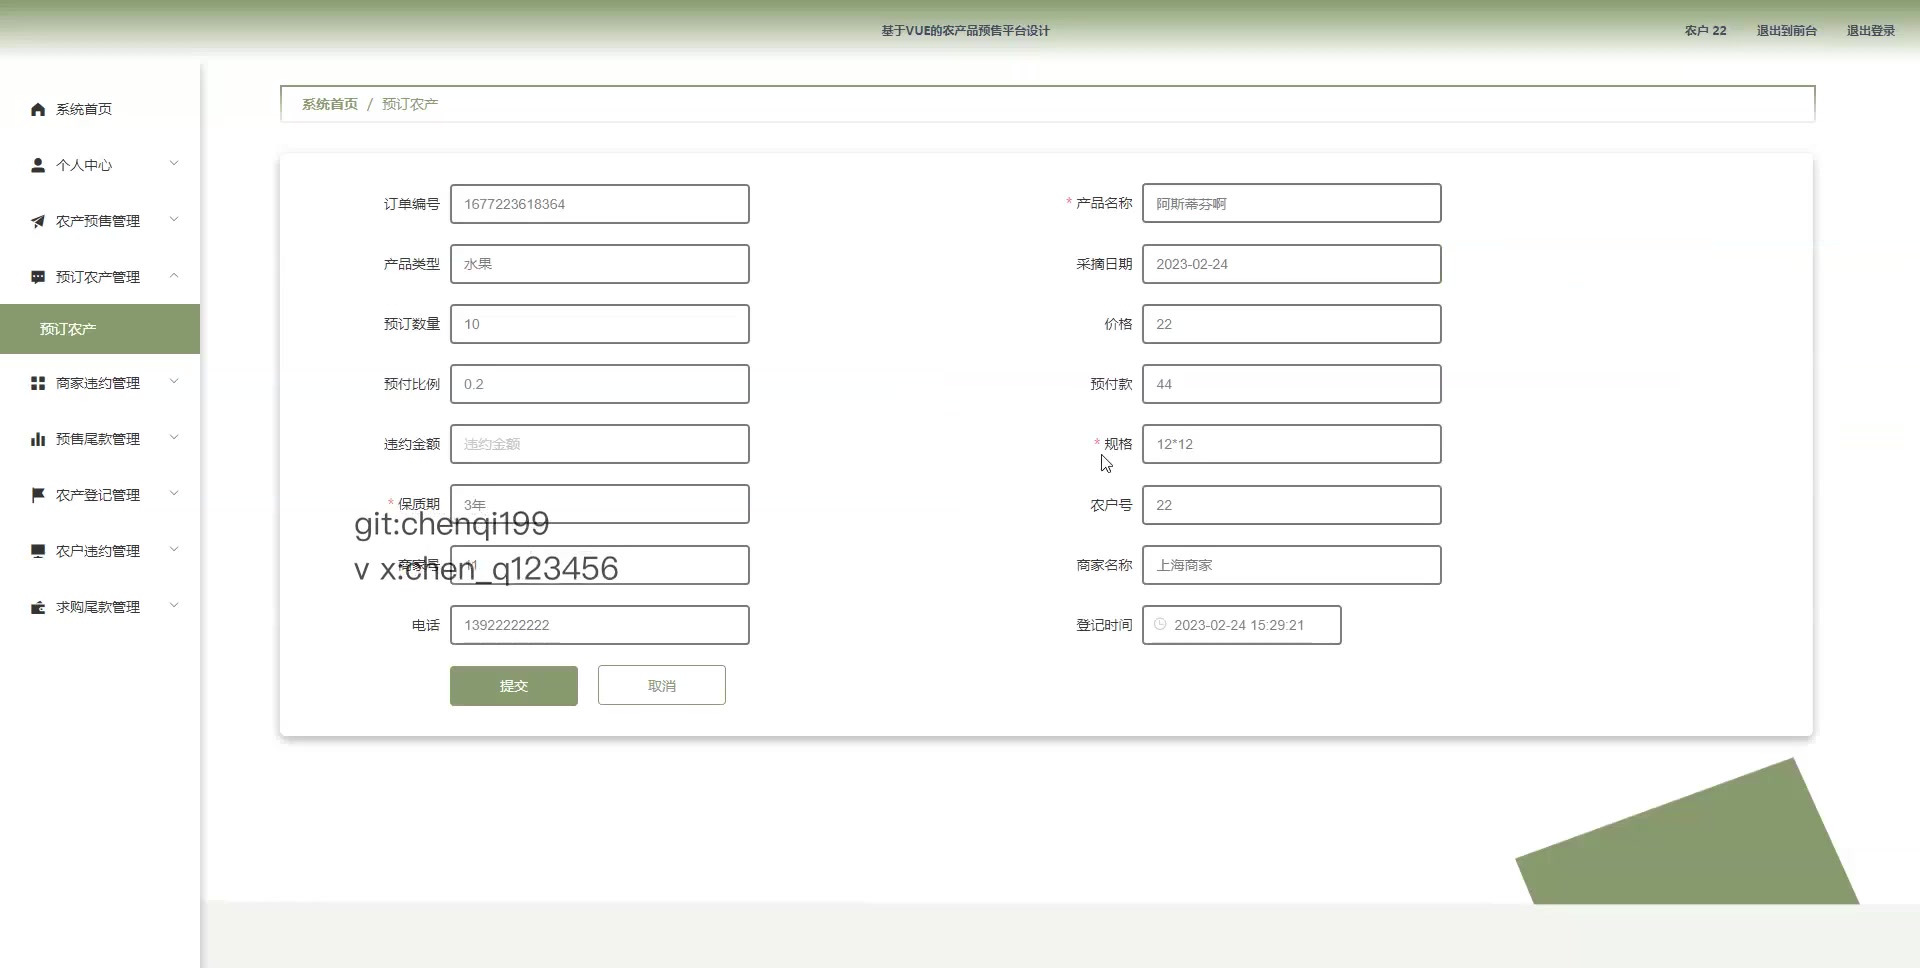 基于VUE的农产品预售平台设计
农户 22
退出到前台
退出登录
系统首页
个人中心
农产预售管理
预订农产管理
预订农产
商家违约管理
预售尾款管理
农产登记管理
农户违约管理
求购尾款管理
系统首页 / 预订农产
订单编号 1677223618364
* 产品名称 阿斯蒂芬啊
产品类型 水果
采摘日期 2023-02-24
预订数量 10
价格 22
预付比例 0.2
预付款 44
违约金额 违约金额
* 规格 12*12
* 保质期 3年
农户号 22
git:chenqi199
商家号
v x:chen_q123456
商家名称 上海商家
电话 13922222222
登记时间 2023-02-24 15:29:21
提交
取消